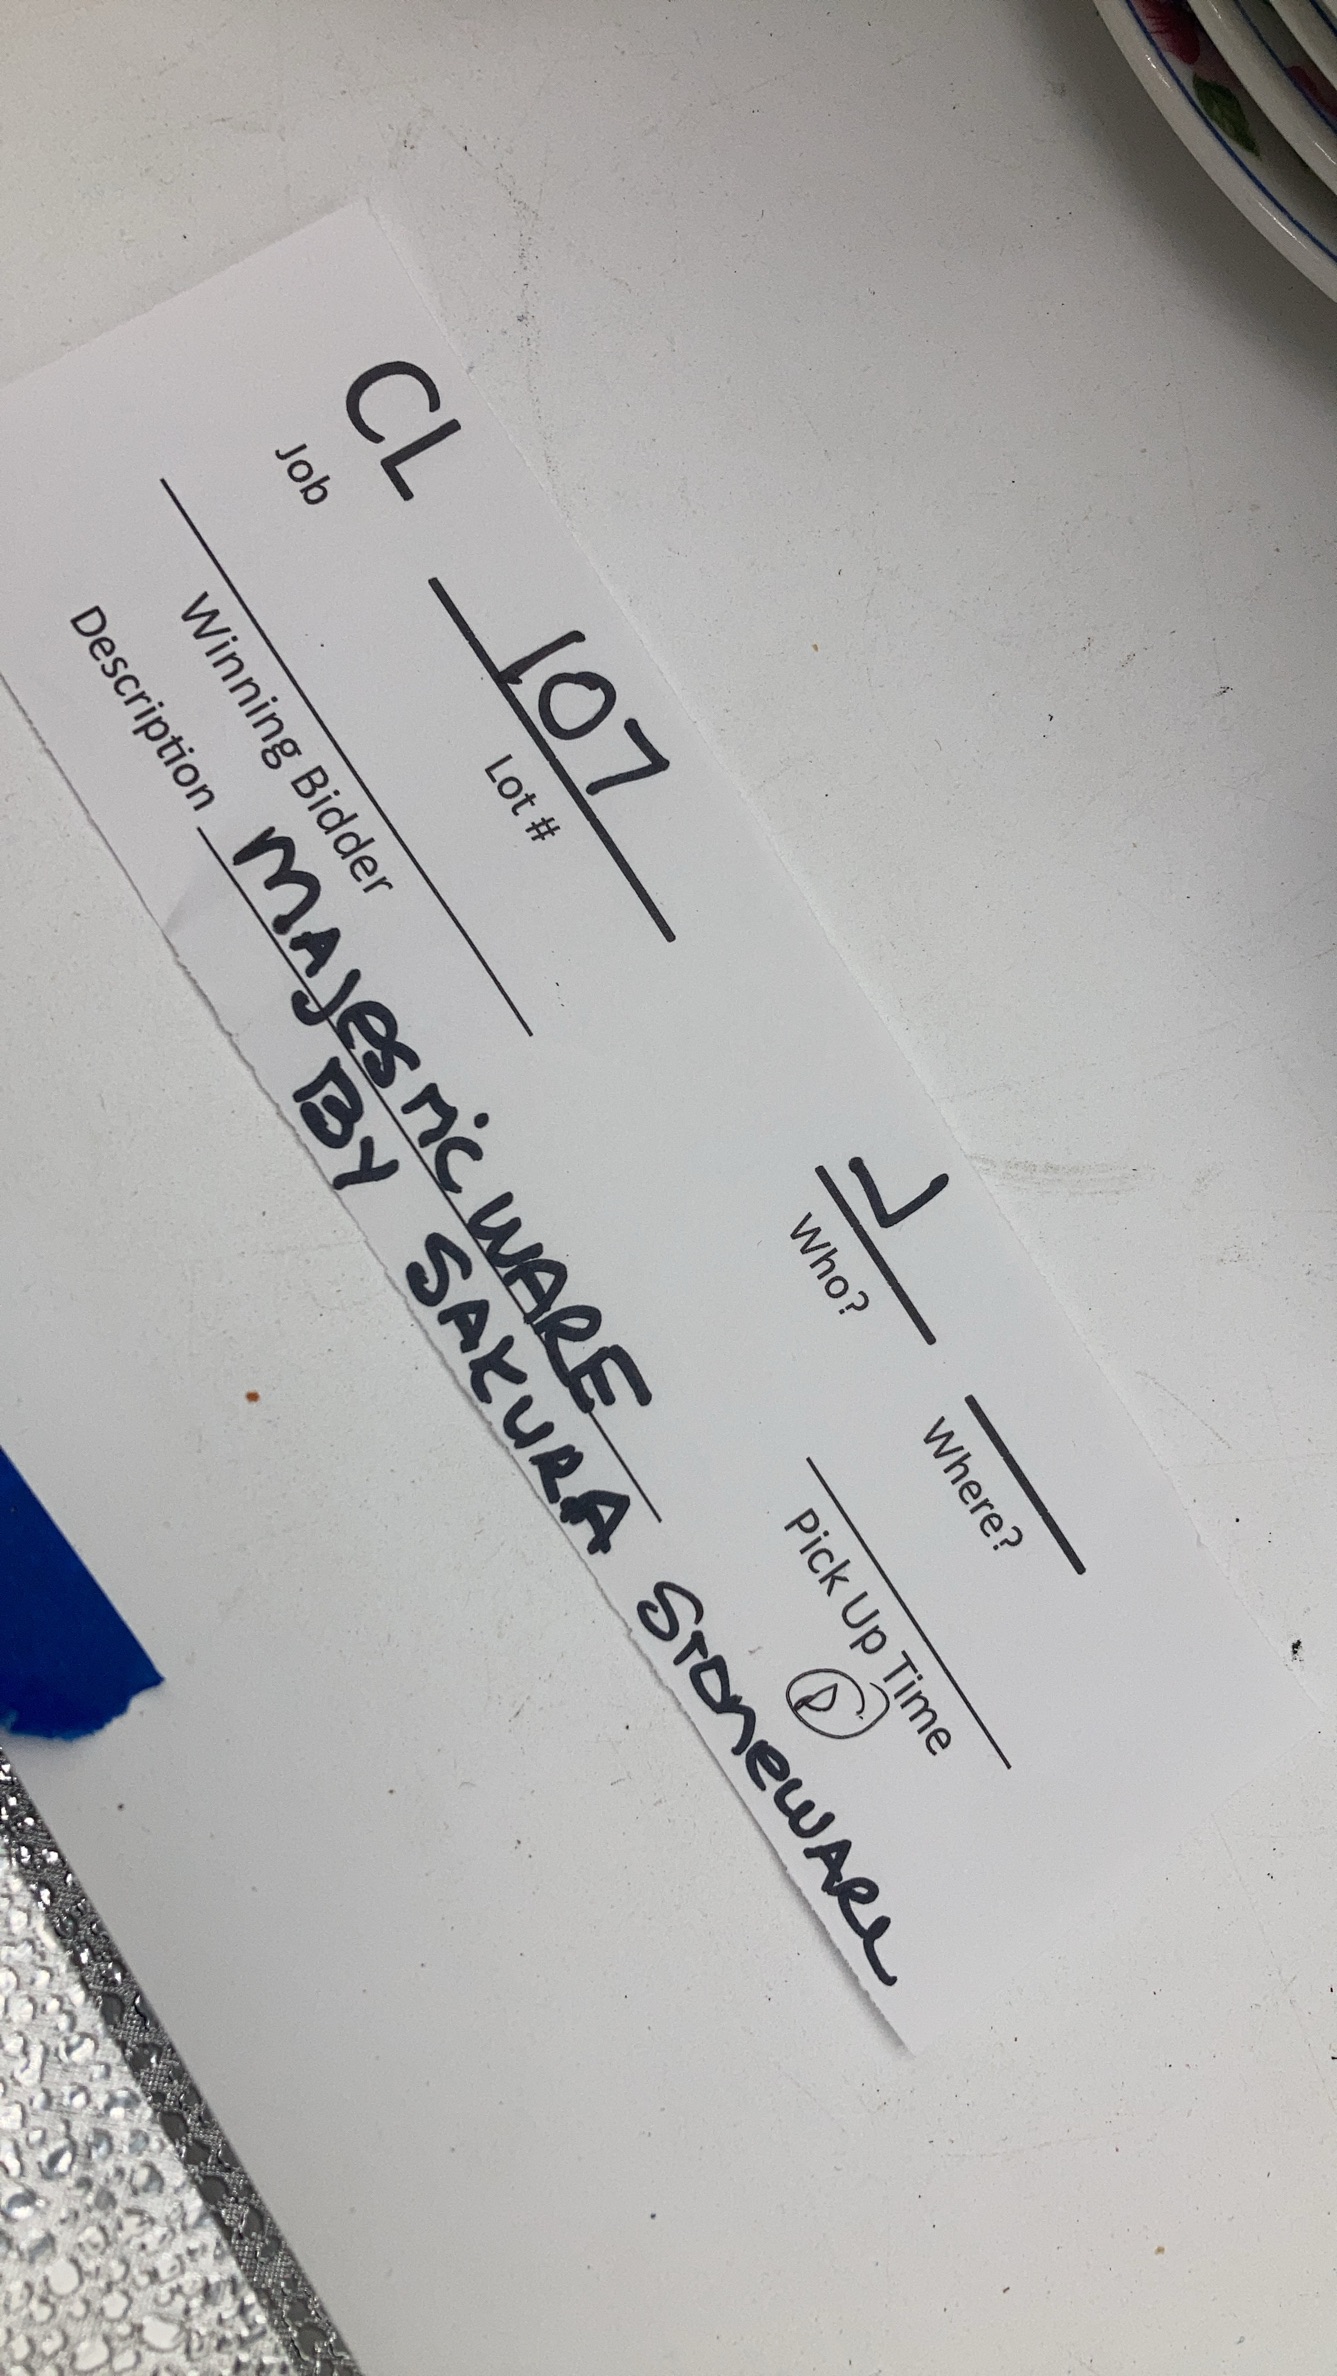 CL 107 V
Job Lot # Who? Where?
Winning Bidder Pick Up Time
Description MAJESTIC WARE
BY SAKURA STONEWARE